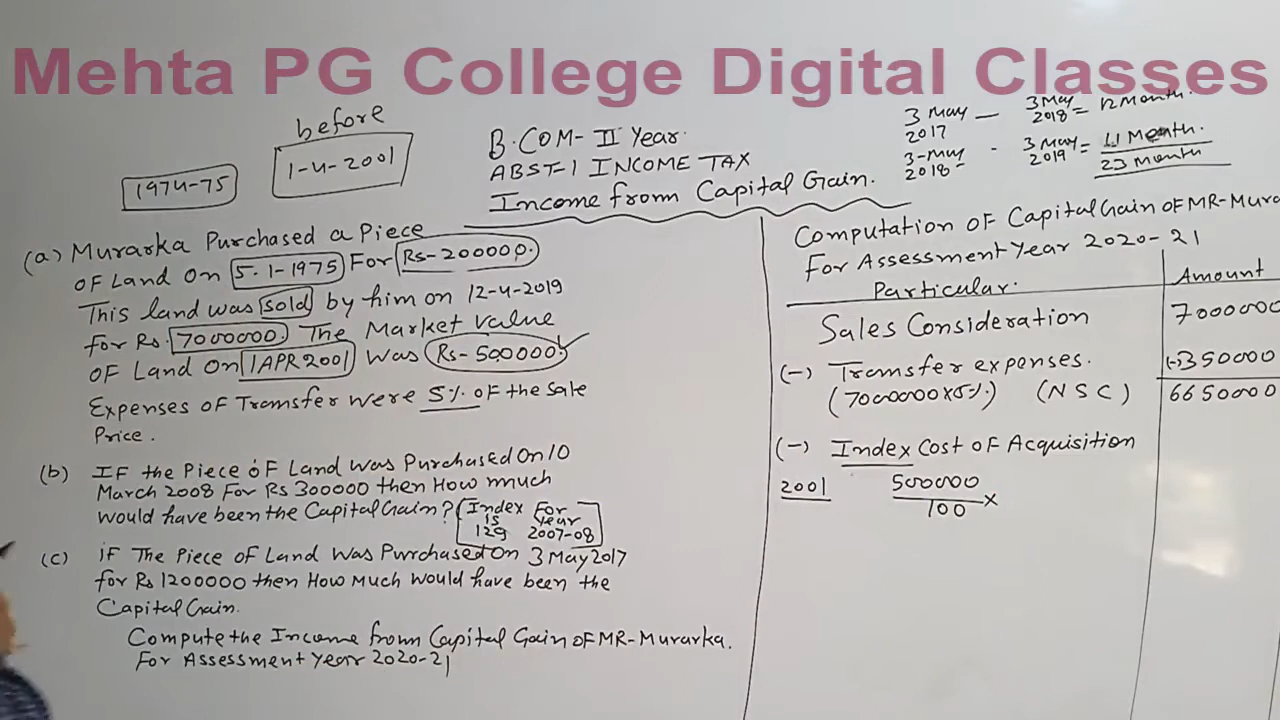 Mehta PG College Digital Classes
before
1-4-2001
1974-75
B.COM- II Year
ABST-1 INCOME TAX
Income from Capital Gain.
3 May 2017 — 3 May 2018 = 12 Month.
3-May 2018 - 3 May 2019 = 11 Month.
23 Month
(a) Murarka Purchased a Piece
OF Land On 5-1-1975 For Rs-200000.
This land was sold by him on 12-4-2019
for Rs. 7000000. The Market value
OF Land On 1 APR 2001 was Rs-500000.
Expenses of Transfer were 5% of the Sale
Price.
(b) IF the Piece of Land was Purchased On 10
March 2008 For Rs 300000 then How much
would have been the Capital Gain? (Index For
is Year
129 2007-08)
(c) if The Piece of Land was Purchased On 3 May 2017
for Rs 1200000 then How Much would have been the
Capital Gain.
Compute the Income from Capital Gain of MR-Murarka.
For Assessment Year 2020-21
Computation of Capital Gain OF MR-Mura
For Assessment Year 2020-21
Particular. Amount
Sales Consideration 7000000
(-) Transfer expenses. (-)350000
(7000000x5%) (NSC) 6650000
(-) Index Cost of Acquisition
2001 500000
100 x